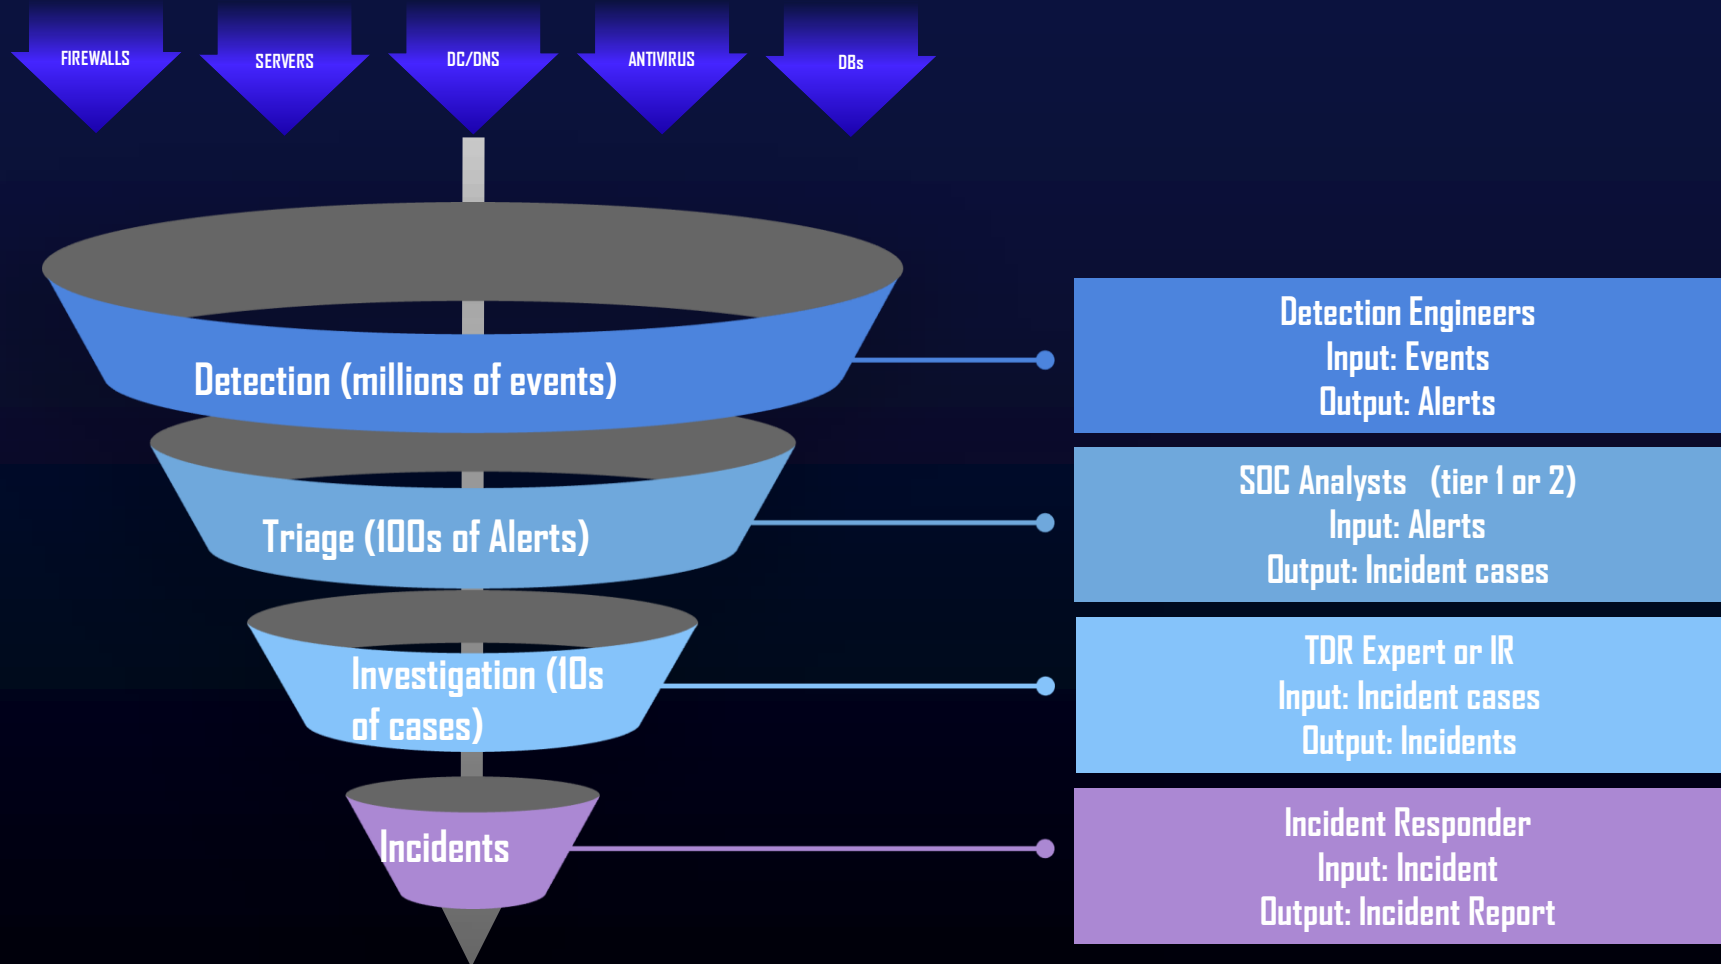 FIREWALLS
SERVERS
DC/DNS
ANTIVIRUS
DBs
Detection (millions of events)
Detection Engineers
Input: Events
Output: Alerts
Triage (100s of Alerts)
SOC Analysts (tier 1 or 2)
Input: Alerts
Output: Incident cases
Investigation (10s
of cases)
TDR Expert or IR
Input: Incident cases
Output: Incidents
Incidents
Incident Responder
Input: Incident
Output: Incident Report